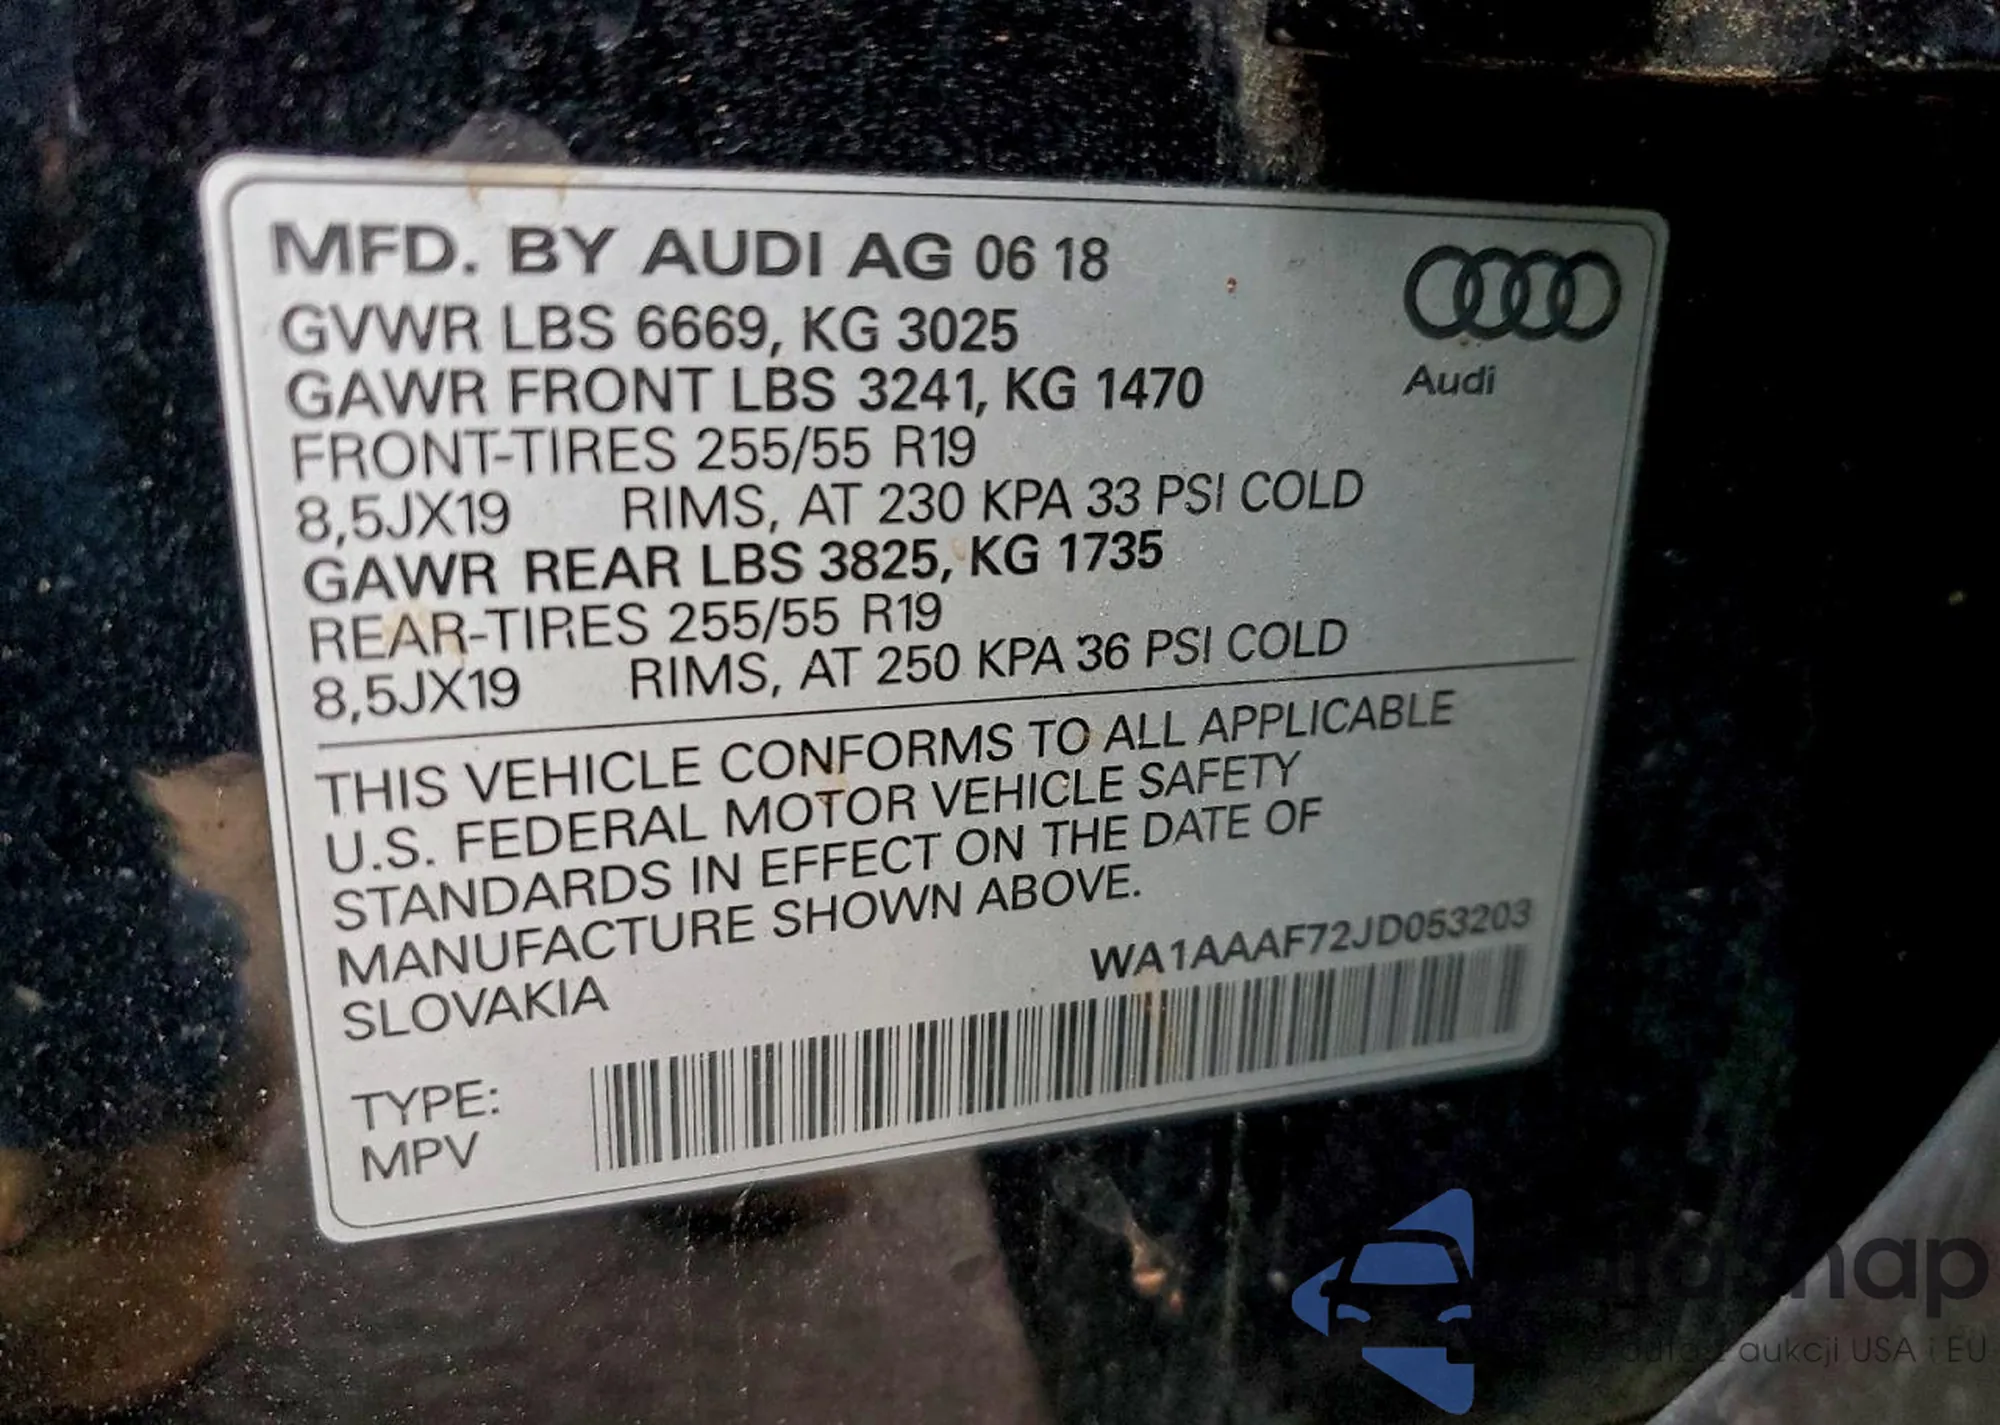 MFD. BY AUDI AG 06 18
GVWR LBS 6669, KG 3025
GAWR FRONT LBS 3241, KG 1470
Audi
FRONT-TIRES 255/55 R19
8,5JX19 RIMS, AT 230 KPA 33 PSI COLD
GAWR REAR LBS 3825, KG 1735
REAR-TIRES 255/55 R19
8,5JX19 RIMS, AT 250 KPA 36 PSI COLD
THIS VEHICLE CONFORMS TO ALL APPLICABLE
U.S. FEDERAL MOTOR VEHICLE SAFETY
STANDARDS IN EFFECT ON THE DATE OF
MANUFACTURE SHOWN ABOVE.
WA1AAAF72JD053203
SLOVAKIA
TYPE:
MPV
aukcji USA i EU